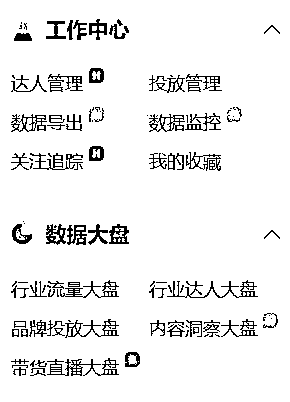 工作中心
达人管理 投放管理
数据导出 数据监控
关注追踪 我的收藏
数据大盘
行业流量大盘 行业达人大盘
品牌投放大盘 内容洞察大盘
带货直播大盘